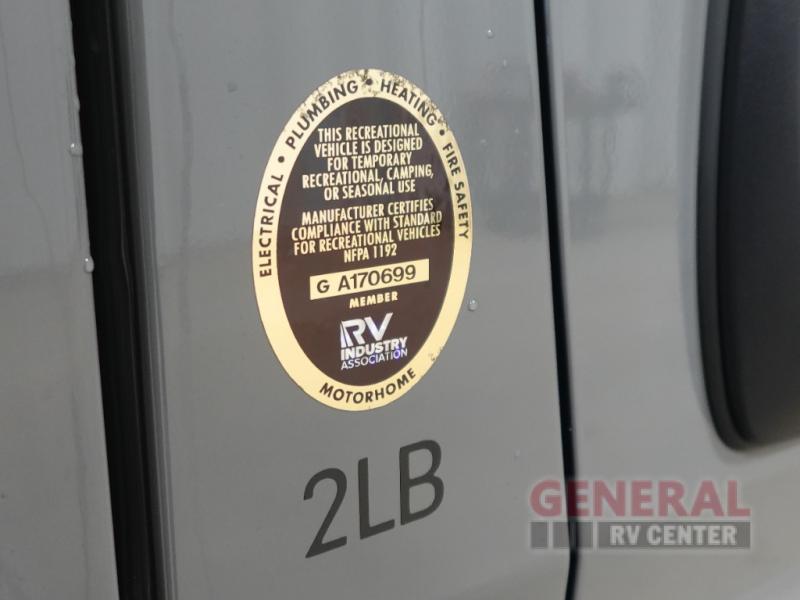 ELECTRICAL • PLUMBING • HEATING • FIRE SAFETY
THIS RECREATIONAL
VEHICLE IS DESIGNED
FOR TEMPORARY
RECREATIONAL, CAMPING,
OR SEASONAL USE
MANUFACTURER CERTIFIES
COMPLIANCE WITH STANDARD
FOR RECREATIONAL VEHICLES
NFPA 1192
G A170699
MEMBER
RV
INDUSTRY
ASSOCIATION
MOTORHOME
2LB
GENERAL
RV CENTER